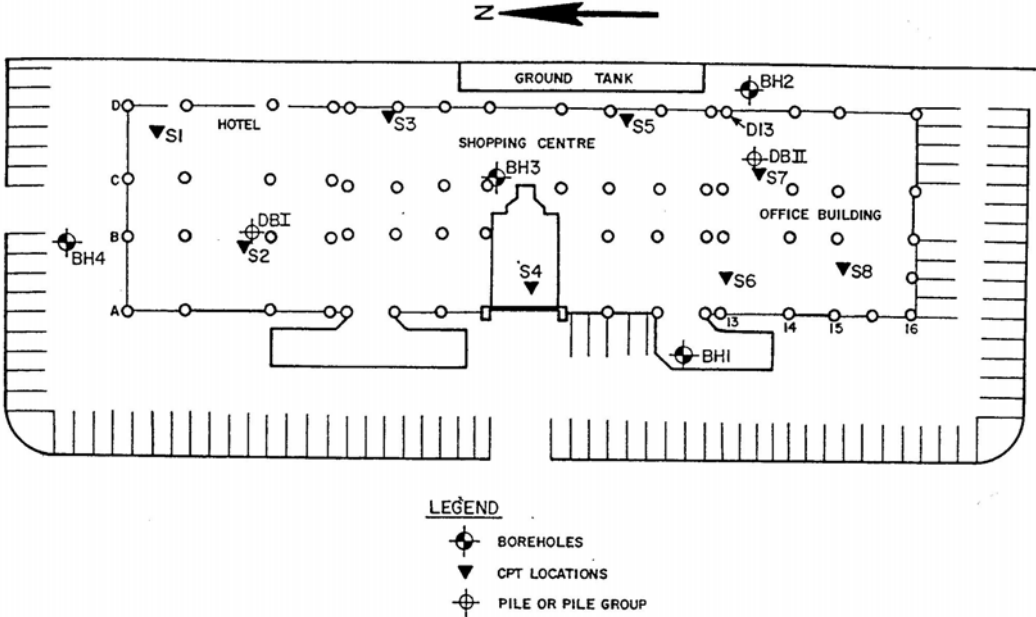 N
GROUND TANK
BH2
D
HOTEL
S1
S3
S5
D13
SHOPPING CENTRE
BH3
DBII
S7
C
OFFICE BUILDING
DBI
B
BH4
S2
S4
S6
S8
A
13
14
15
16
BH1
LEGEND
BOREHOLES
CPT LOCATIONS
PILE OR PILE GROUP